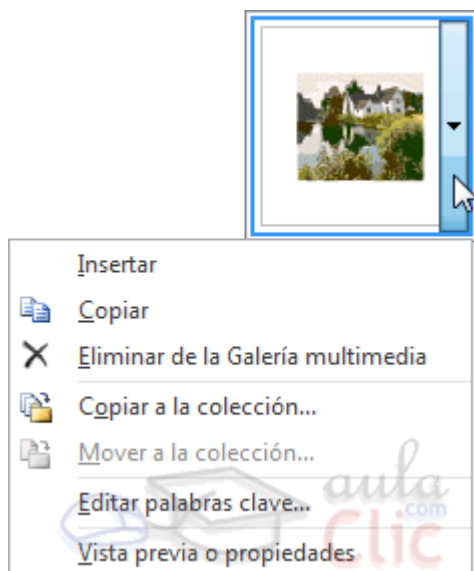 Insertar
Copiar
Eliminar de la Galería multimedia
Copiar a la colección...
Mover a la colección...
Editar palabras clave...
Vista previa o propiedades
aula
.com
Clic